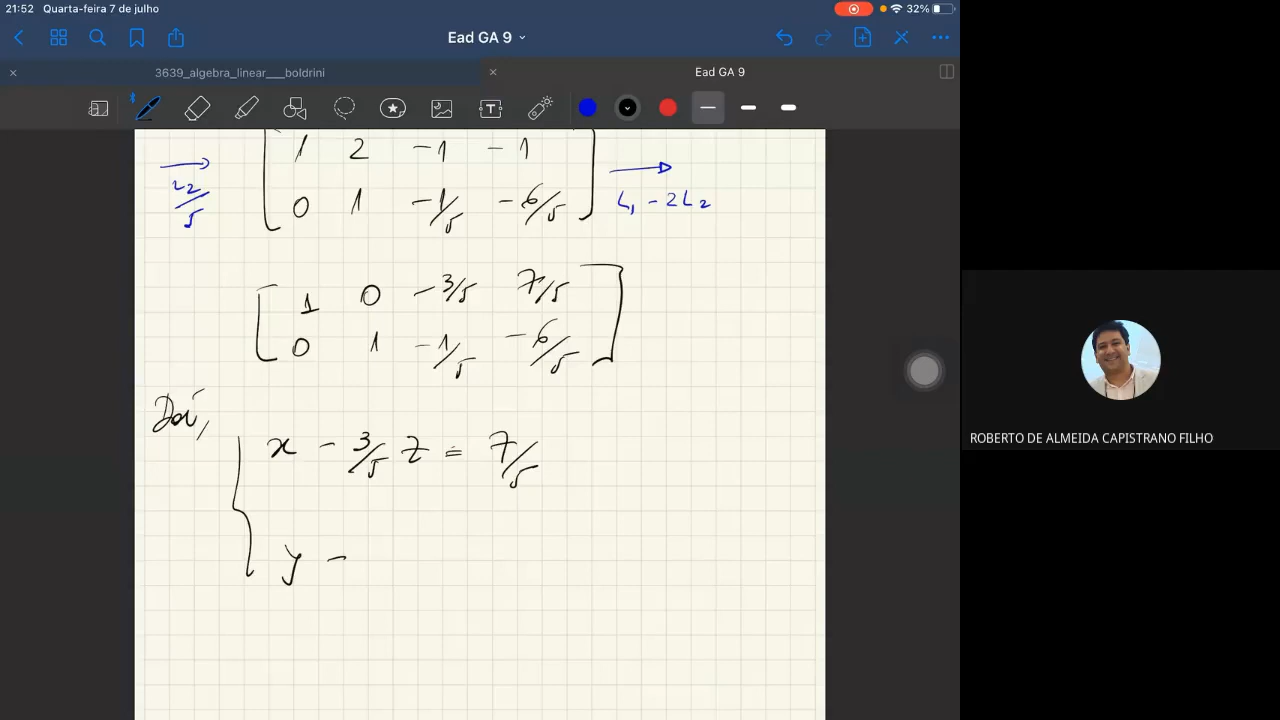 21:52 Quarta-feira 7 de julho 32%
Ead GA 9
3639_algebra_linear___boldrini Ead GA 9
T
1 2 -1 -1
L2/5 0 1 -1/5 -6/5 L1 - 2L2
1 0 -3/5 7/5
0 1 -1/5 -6/5
Daí,
x - 3/5 z = 7/5
y -
ROBERTO DE ALMEIDA CAPISTRANO FILHO